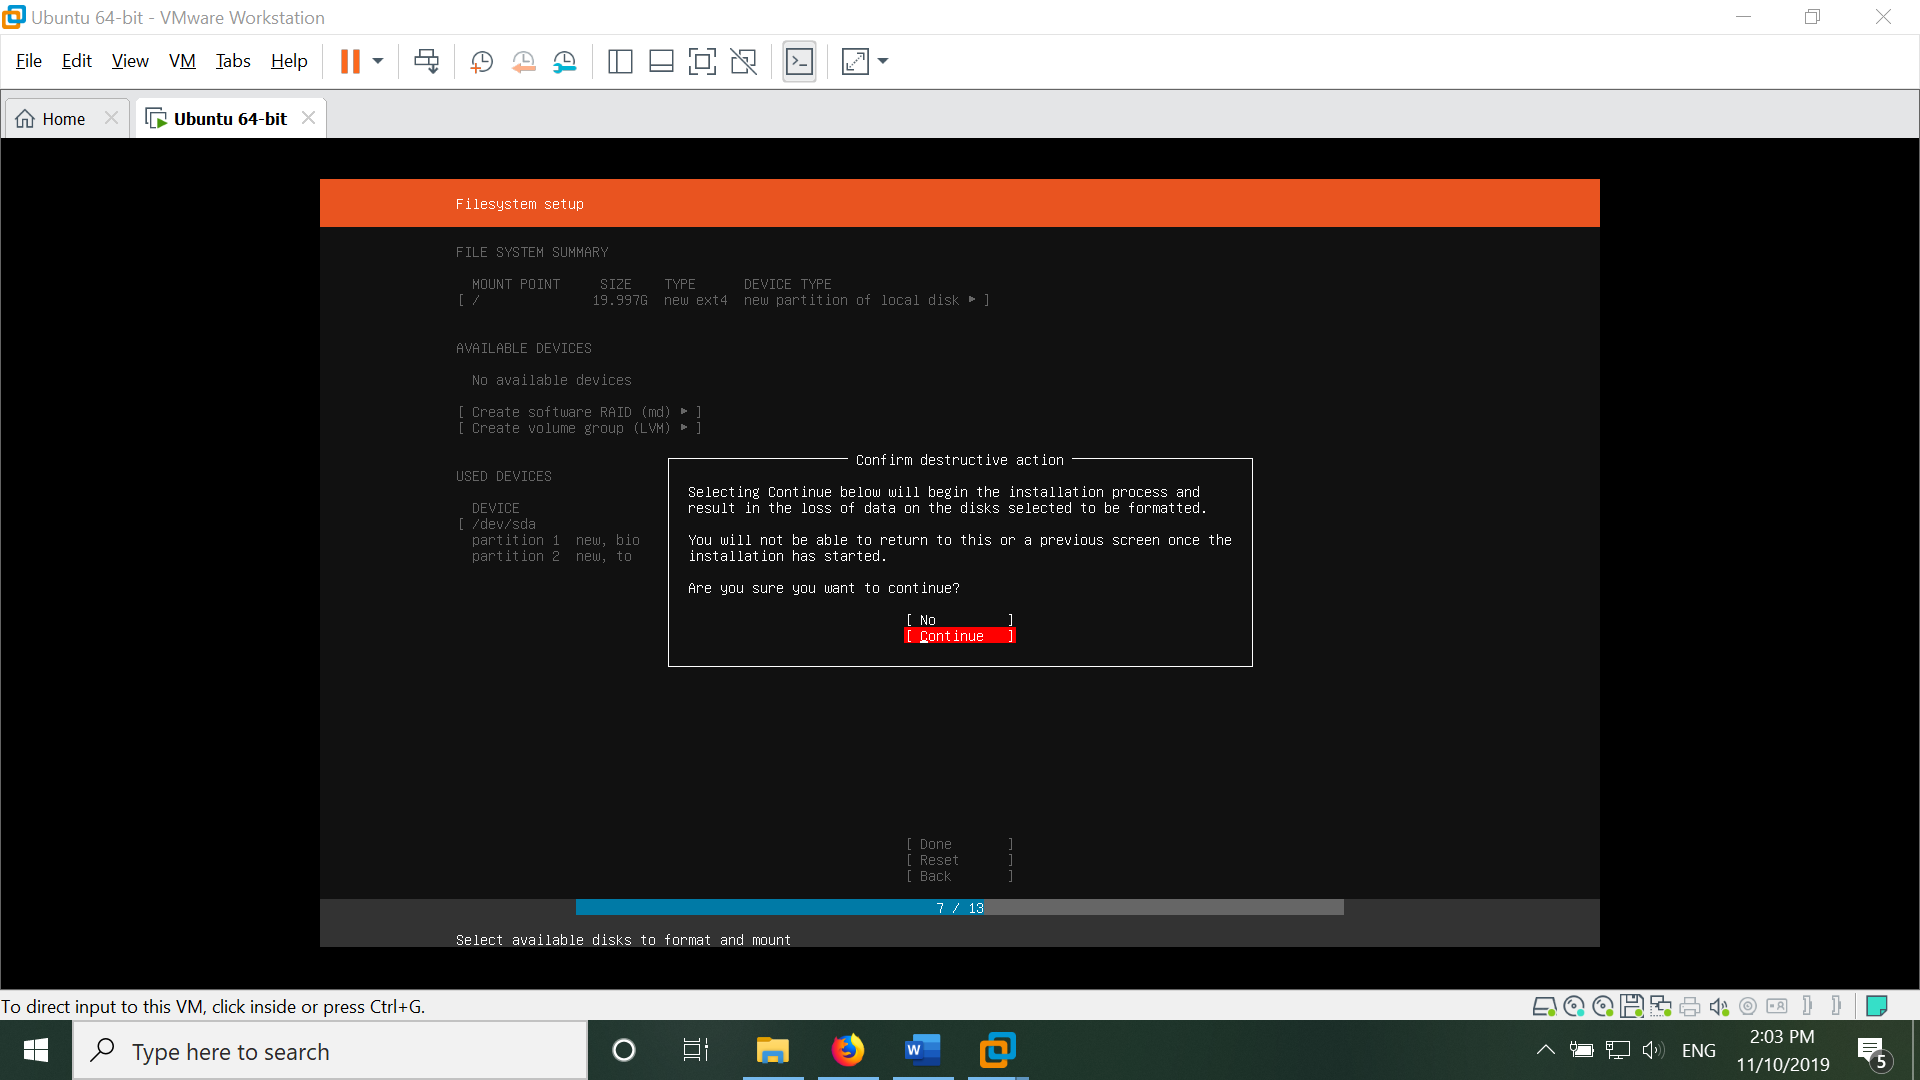 Ubuntu 64-bit - VMware Workstation
File Edit View VM Tabs Help
Home
Ubuntu 64-bit
Filesystem setup
FILE SYSTEM SUMMARY
MOUNT POINT SIZE TYPE DEVICE TYPE
[ / 19.997G new ext4 new partition of local disk ▸ ]
AVAILABLE DEVICES
No available devices
[ Create software RAID (md) ▸ ]
[ Create volume group (LVM) ▸ ]
USED DEVICES
DEVICE
[ /dev/sda
partition 1 new, bio
partition 2 new, to
Confirm destructive action
Selecting Continue below will begin the installation process and
result in the loss of data on the disks selected to be formatted.
You will not be able to return to this or a previous screen once the
installation has started.
Are you sure you want to continue?
[ No ]
[ Continue ]
[ Done ]
[ Reset ]
[ Back ]
7 / 13
Select available disks to format and mount
To direct input to this VM, click inside or press Ctrl+G.
Type here to search
W
ENG
2:03 PM
11/10/2019
5